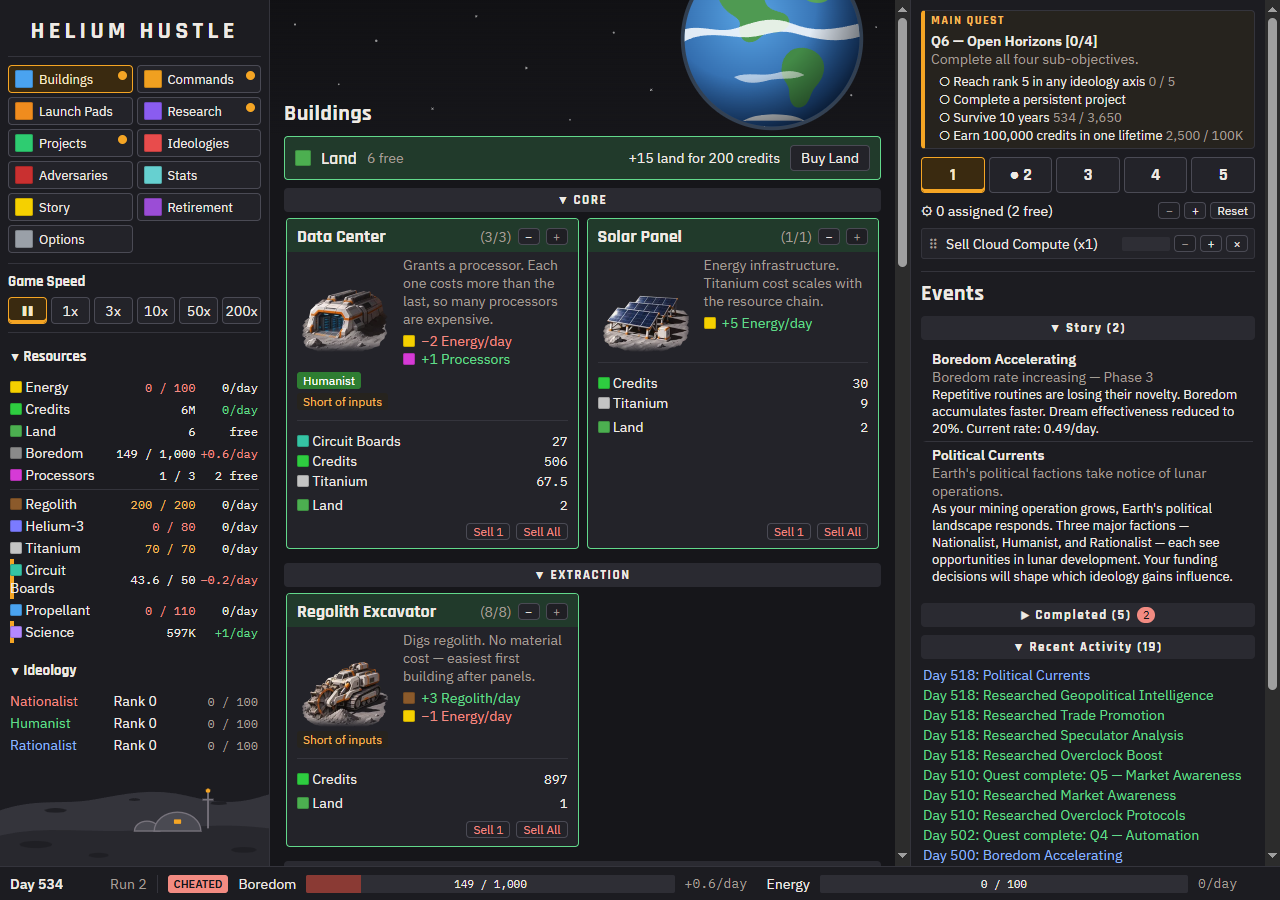 HELIUM HUSTLE
Buildings
Commands
Launch Pads
Research
Projects
Ideologies
Adversaries
Stats
Story
Retirement
Options
Game Speed
1x
3x
10x
50x
200x
▼ Resources
Energy 0 / 100 0/day
Credits 6M 0/day
Land 6 free
Boredom 149 / 1,000 +0.6/day
Processors 1 / 3 2 free
Regolith 200 / 200 0/day
Helium-3 0 / 80 0/day
Titanium 70 / 70 0/day
Circuit
Boards 43.6 / 50 −0.2/day
Propellant 0 / 110 0/day
Science 597K +1/day
▼ Ideology
Nationalist Rank 0 0 / 100
Humanist Rank 0 0 / 100
Rationalist Rank 0 0 / 100
Buildings
Land 6 free +15 land for 200 credits Buy Land
▼ CORE
Data Center (3/3) − +
Grants a processor. Each
one costs more than the
last, so many processors
are expensive.
−2 Energy/day
+1 Processors
Humanist
Short of inputs
Circuit Boards 27
Credits 506
Titanium 67.5
Land 2
Sell 1 Sell All
Solar Panel (1/1) − +
Energy infrastructure.
Titanium cost scales with
the resource chain.
+5 Energy/day
Credits 30
Titanium 9
Land 2
Sell 1 Sell All
▼ EXTRACTION
Regolith Excavator (8/8) − +
Digs regolith. No material
cost — easiest first
building after panels.
+3 Regolith/day
−1 Energy/day
Short of inputs
Credits 897
Land 1
Sell 1 Sell All
MAIN QUEST
Q6 — Open Horizons [0/4]
Complete all four sub-objectives.
○ Reach rank 5 in any ideology axis 0 / 5
○ Complete a persistent project
○ Survive 10 years 534 / 3,650
○ Earn 100,000 credits in one lifetime 2,500 / 100K
1 ● 2 3 4 5
⚙ 0 assigned (2 free) − + Reset
⠿ Sell Cloud Compute (x1) − + ×
Events
▼ Story (2)
Boredom Accelerating
Boredom rate increasing — Phase 3
Repetitive routines are losing their novelty. Boredom
accumulates faster. Dream effectiveness reduced to
20%. Current rate: 0.49/day.
Political Currents
Earth's political factions take notice of lunar
operations.
As your mining operation grows, Earth's political
landscape responds. Three major factions —
Nationalist, Humanist, and Rationalist — each see
opportunities in lunar development. Your funding
decisions will shape which ideology gains influence.
▶ Completed (5) 2
▼ Recent Activity (19)
Day 518: Political Currents
Day 518: Researched Geopolitical Intelligence
Day 518: Researched Trade Promotion
Day 518: Researched Speculator Analysis
Day 518: Researched Overclock Boost
Day 510: Quest complete: Q5 — Market Awareness
Day 510: Researched Market Awareness
Day 510: Researched Overclock Protocols
Day 502: Quest complete: Q4 — Automation
Day 500: Boredom Accelerating
Day 534 Run 2 CHEATED Boredom 149 / 1,000 +0.6/day Energy 0 / 100 0/day